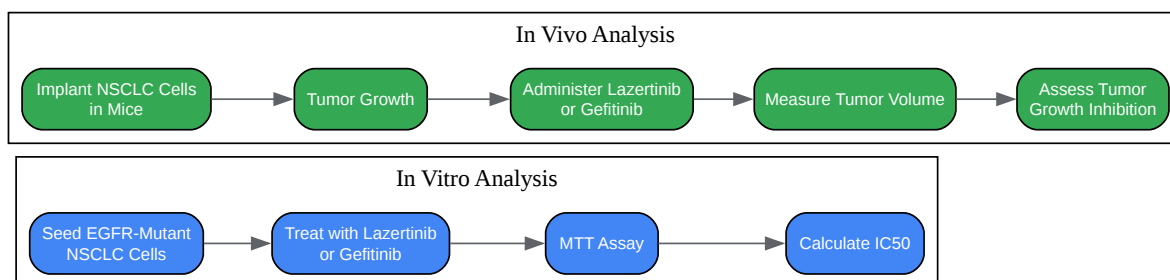 In Vivo Analysis
Implant NSCLC Cells
in Mice
Tumor Growth
Administer Lazertinib
or Gefitinib
Measure Tumor Volume
Assess Tumor
Growth Inhibition
In Vitro Analysis
Seed EGFR-Mutant
NSCLC Cells
Treat with Lazertinib
or Gefitinib
MTT Assay
Calculate IC50